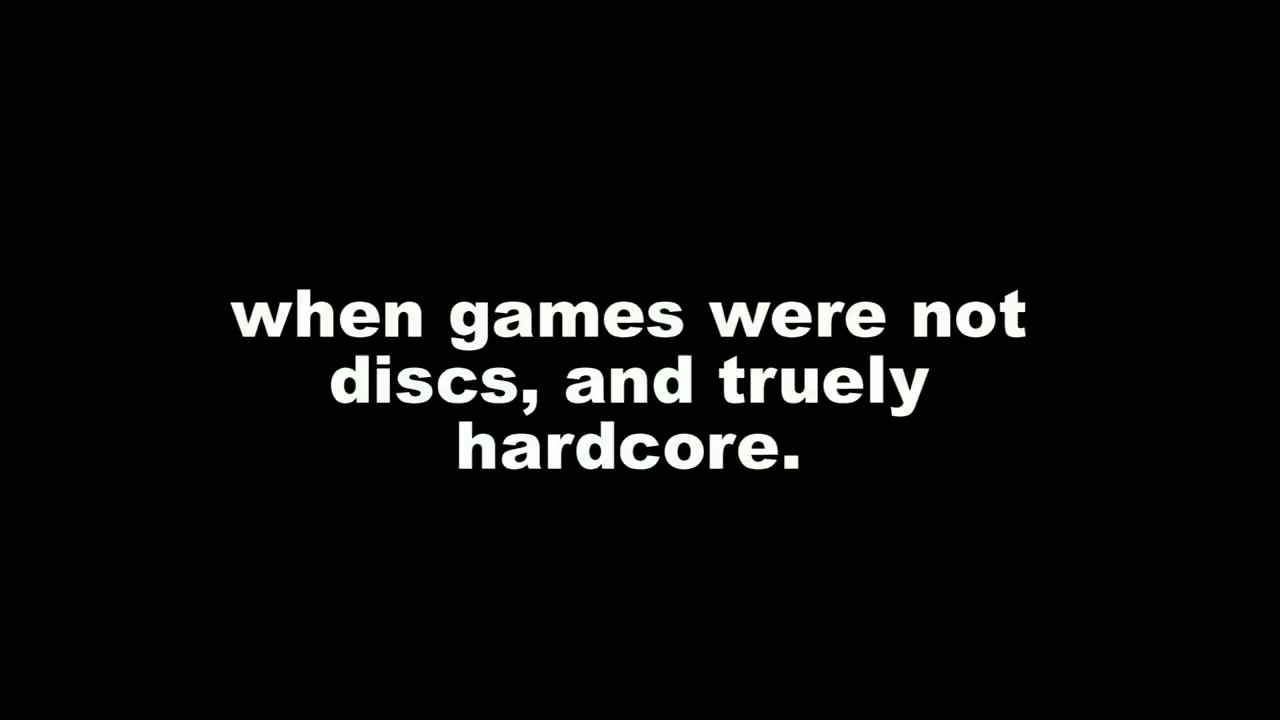 when games were not
discs, and truely
hardcore.